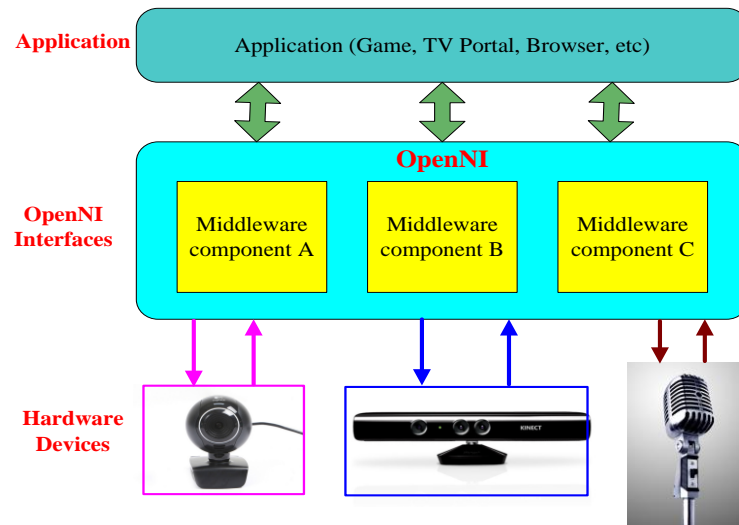 Application
Application (Game, TV Portal, Browser, etc)
OpenNI
OpenNI
Interfaces
Middleware
component A
Middleware
component B
Middleware
component C
Hardware
Devices
KINECT